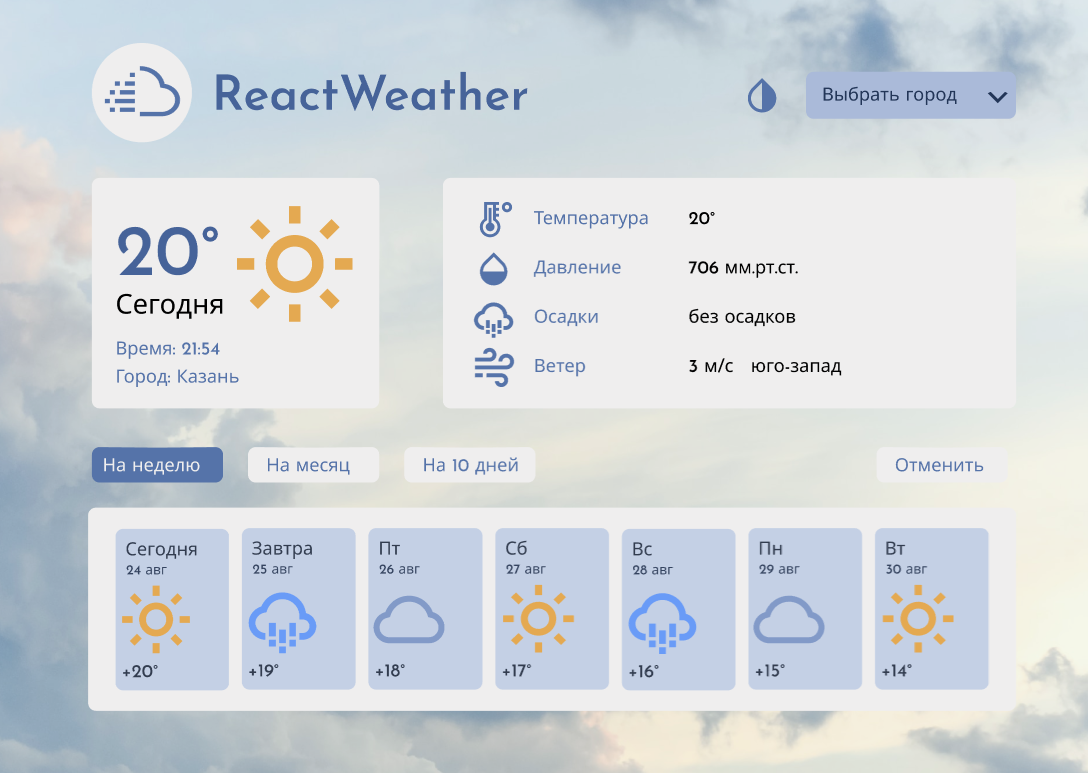 ReactWeather
Выбрать город
20°
Сегодня
Время: 21:54
Город: Казань
Температура 20°
Давление 706 мм.рт.ст.
Осадки без осадков
Ветер 3 м/с юго-запад
На неделю
На месяц
На 10 дней
Отменить
Сегодня
24 авг
+20°
Завтра
25 авг
+19°
Пт
26 авг
+18°
Сб
27 авг
+17°
Вс
28 авг
+16°
Пн
29 авг
+15°
Вт
30 авг
+14°